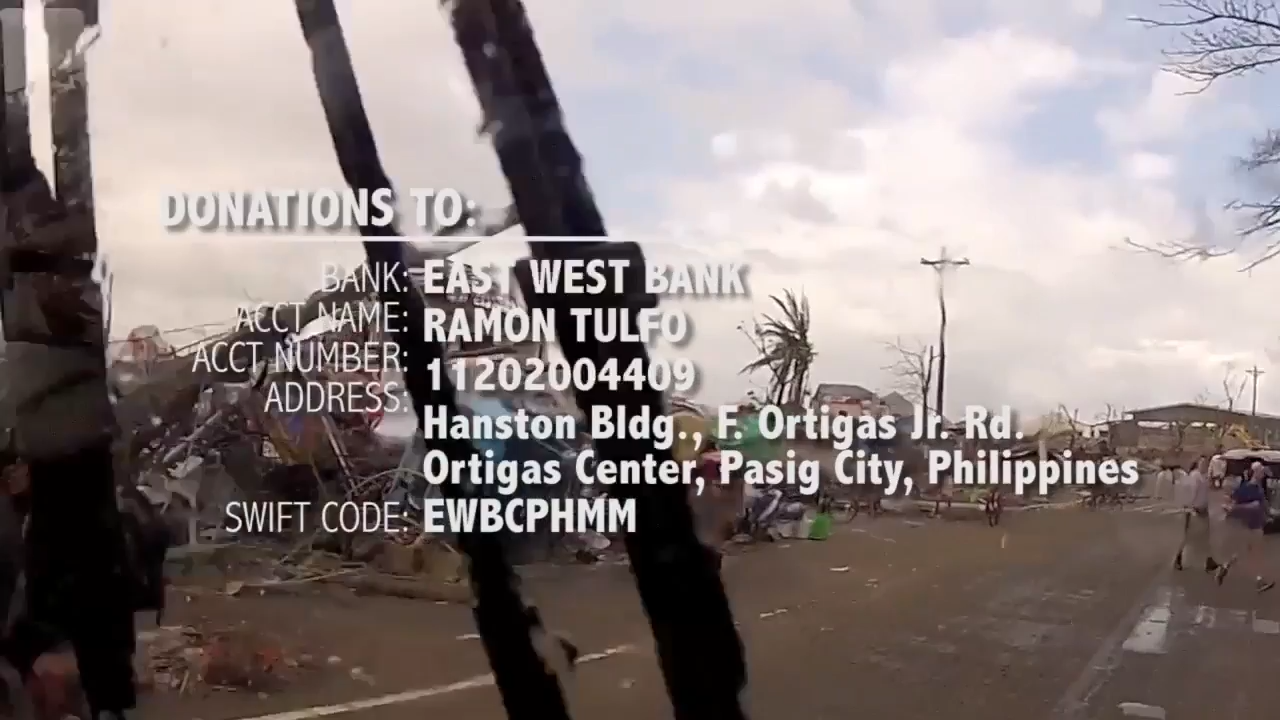 DONATIONS TO:
BANK: EAST WEST BANK
ACCT NAME: RAMON TULFO
ACCT NUMBER: 11202004409
ADDRESS: Hanston Bldg., F. Ortigas Jr. Rd.
Ortigas Center, Pasig City, Philippines
SWIFT CODE: EWBCPHMM